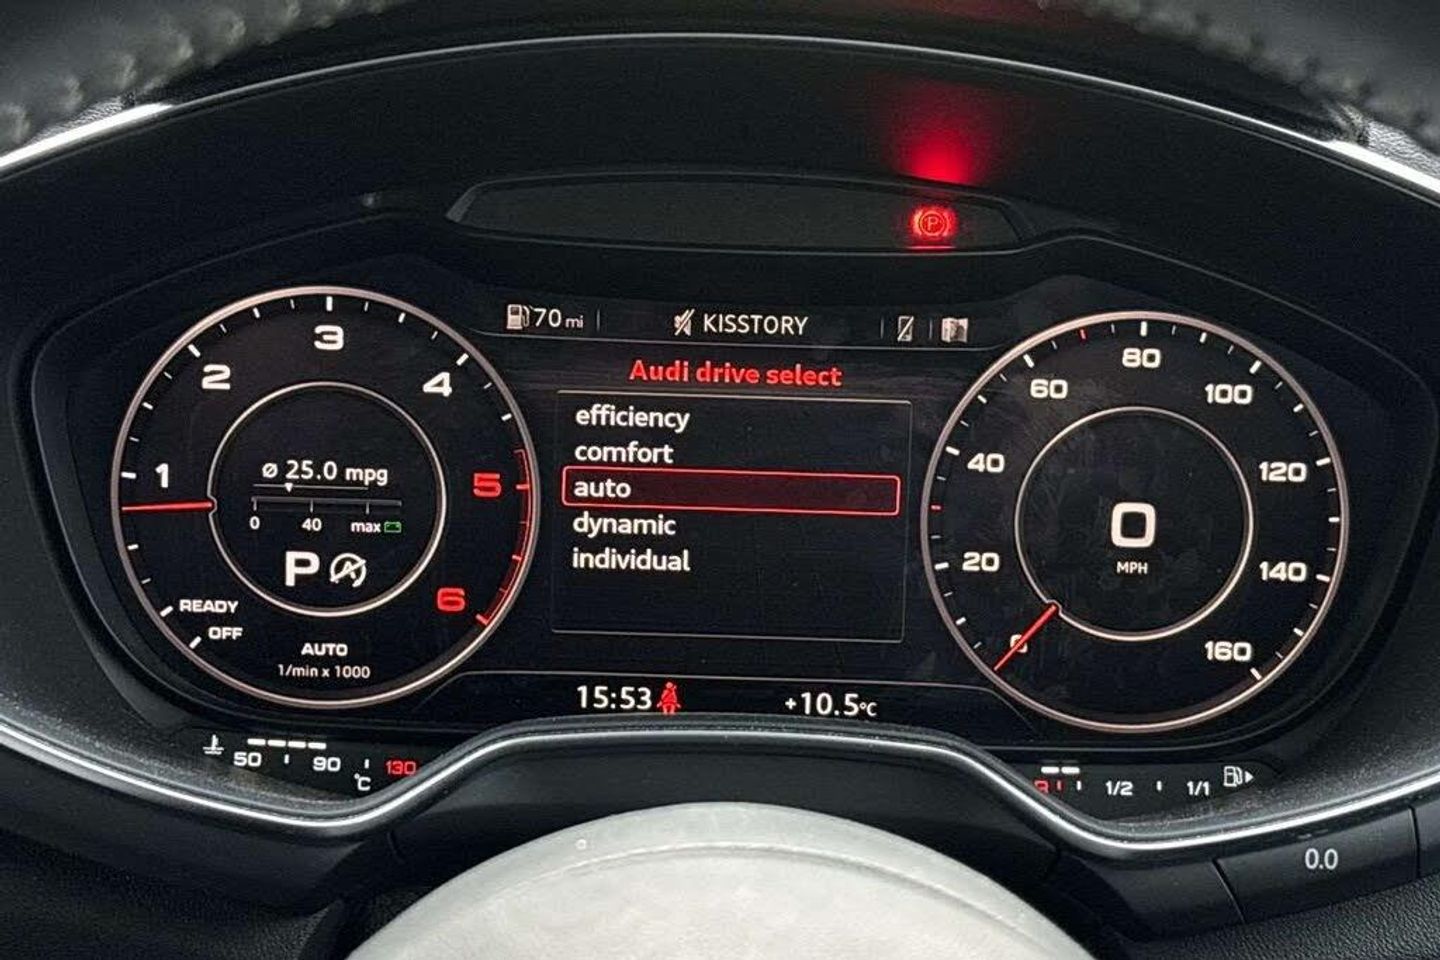 P
70 mi
KISSTORY
Audi drive select
efficiency
comfort
auto
dynamic
individual
15:53
+10.5°C
1
2
3
4
5
6
ø 25.0 mpg
0 40 max
P A
READY
OFF
AUTO
1/min x 1000
0
20
40
60
80
100
120
140
160
0
MPH
50 90 130
°C
1/2 1/1
0.0